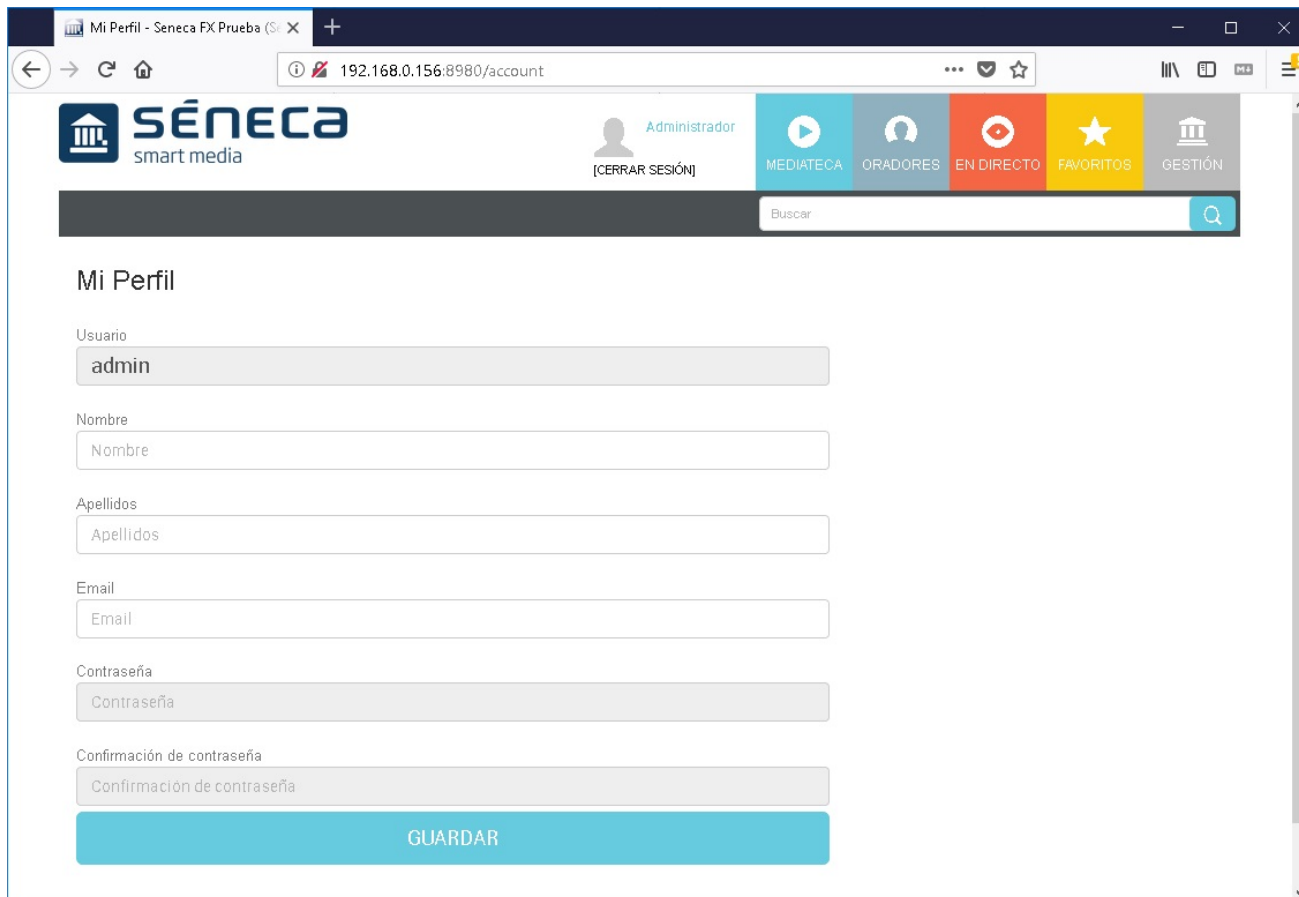 Mi Perfil - Seneca FX Prueba (Sé
192.168.0.156:8980/account
séneca
smart media
Administrador
[CERRAR SESIÓN]
MEDIATECA
ORADORES
EN DIRECTO
FAVORITOS
GESTIÓN
Buscar
Mi Perfil
Usuario
admin
Nombre
Nombre
Apellidos
Apellidos
Email
Email
Contraseña
Contraseña
Confirmación de contraseña
Confirmación de contraseña
GUARDAR